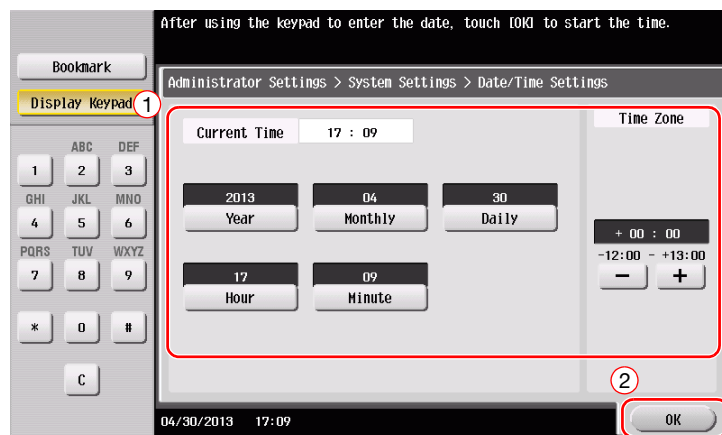 After using the keypad to enter the date, touch [OK] to start the time.
Bookmark
Display Keypad
1
Administrator Settings > System Settings > Date/Time Settings
Current Time 17 : 09
Time Zone
ABC DEF
1 2 3
GHI JKL MNO
4 5 6
PQRS TUV WXYZ
7 8 9
* 0 #
C
2013 04 30
Year Monthly Daily
17 09
Hour Minute
+ 00 : 00
-12:00 - +13:00
− +
2
04/30/2013 17:09
OK